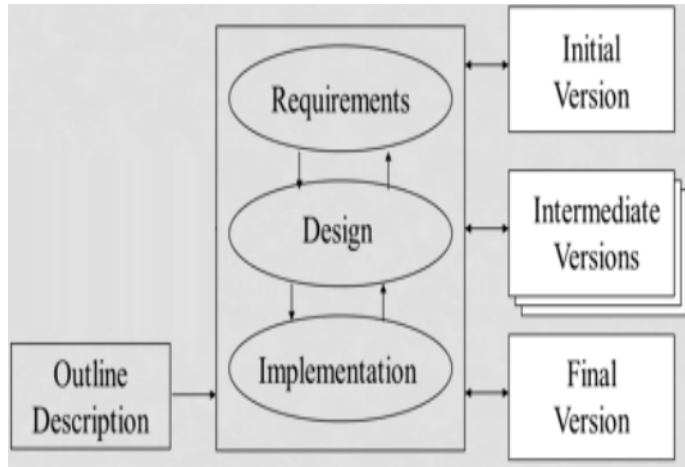 Requirements
Design
Implementation
Outline
Description
Initial
Version
Intermediate
Versions
Final
Version